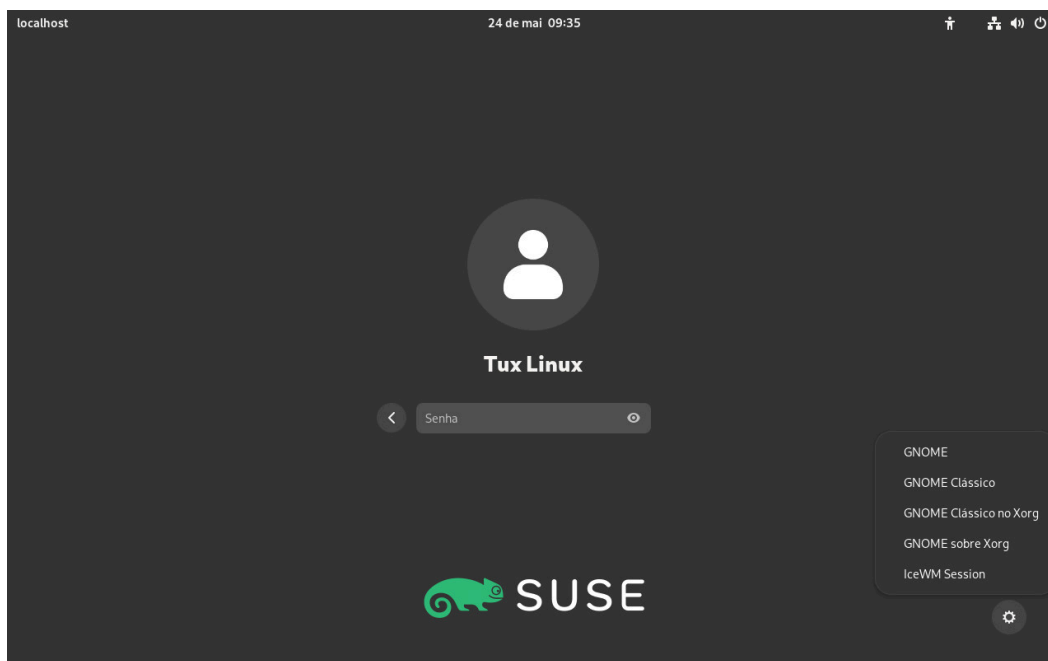 localhost
24 de mai 09:35
Tux Linux
Senha
GNOME
GNOME Clássico
GNOME Clássico no Xorg
GNOME sobre Xorg
IceWM Session
SUSE